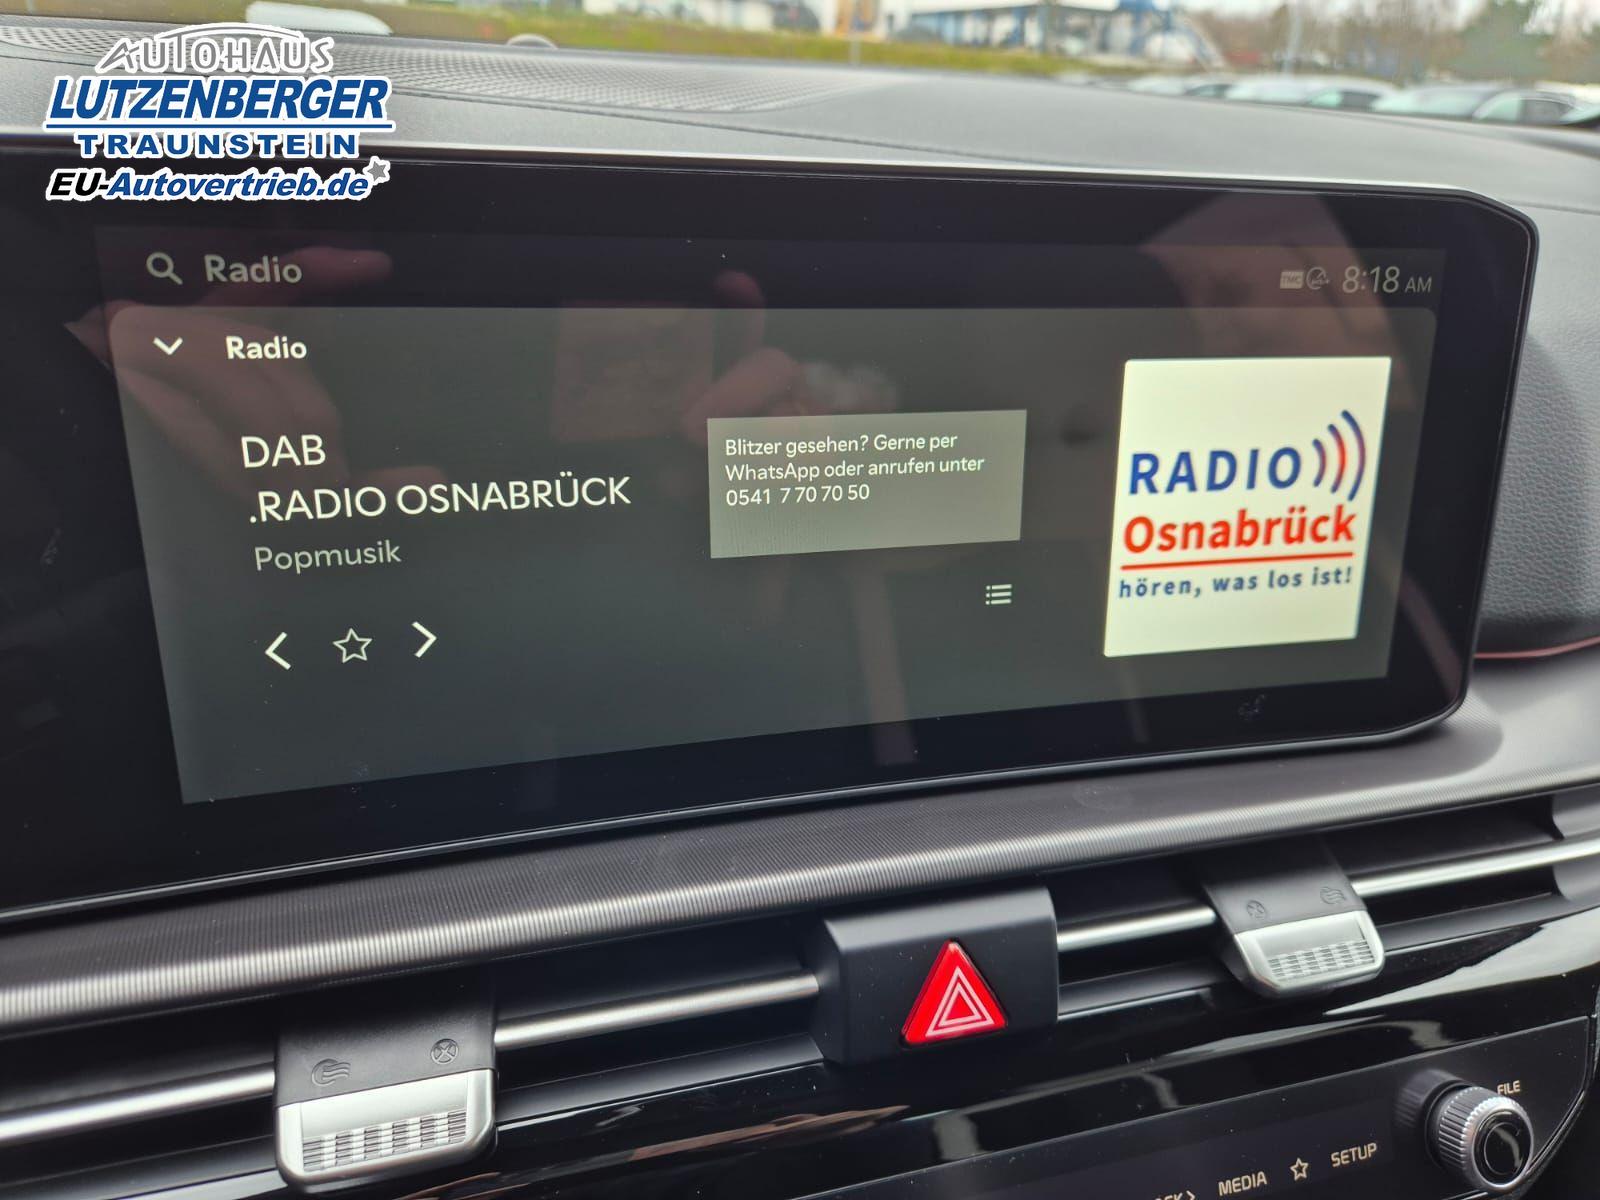 AUTOHAUS
LUTZENBERGER
TRAUNSTEIN
EU-Autovertrieb.de
Radio
TMC
8:18 AM
Radio
DAB
.RADIO OSNABRÜCK
Popmusik
Blitzer gesehen? Gerne per
WhatsApp oder anrufen unter
0541 7 70 70 50
RADIO
Osnabrück
hören, was los ist!
FILE
MEDIA
SETUP